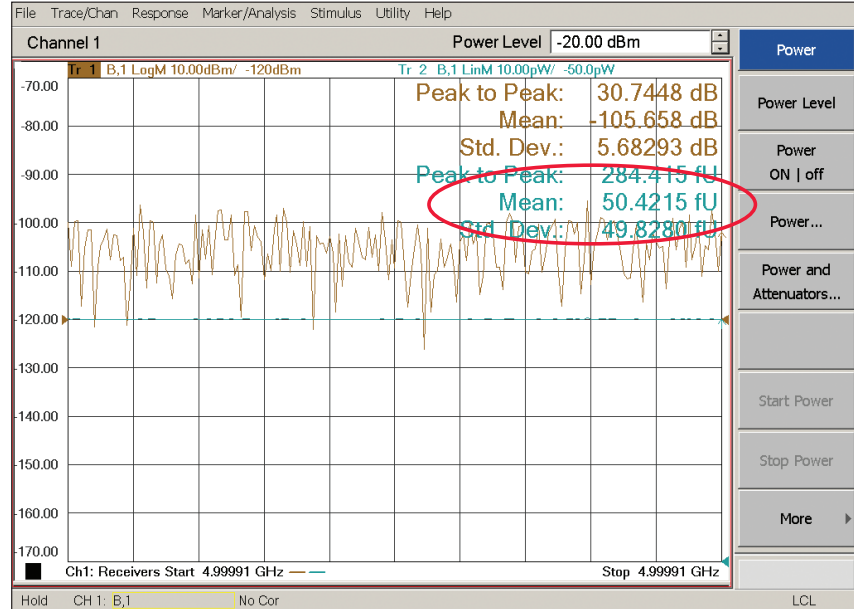 File Trace/Chan Response Marker/Analysis Stimulus Utility Help
Channel 1 Power Level -20.00 dBm
Power
Tr 1 B,1 LogM 10.00dBm/ -120dBm Tr 2 B,1 LinM 10.00pW/ -50.0pW
Peak to Peak: 30.7448 dB
Mean: -105.658 dB
Std. Dev.: 5.68293 dB
Peak to Peak: 284.415 fU
Mean: 50.4215 fU
Std. Dev.: 49.8280 fU
-70.00
-80.00
-90.00
-100.00
-110.00
-120.00
-130.00
-140.00
-150.00
-160.00
-170.00
Power Level
Power
ON | off
Power...
Power and
Attenuators...
Start Power
Stop Power
More
Ch1: Receivers Start 4.99991 GHz Stop 4.99991 GHz
Hold CH 1: B,1 No Cor LCL